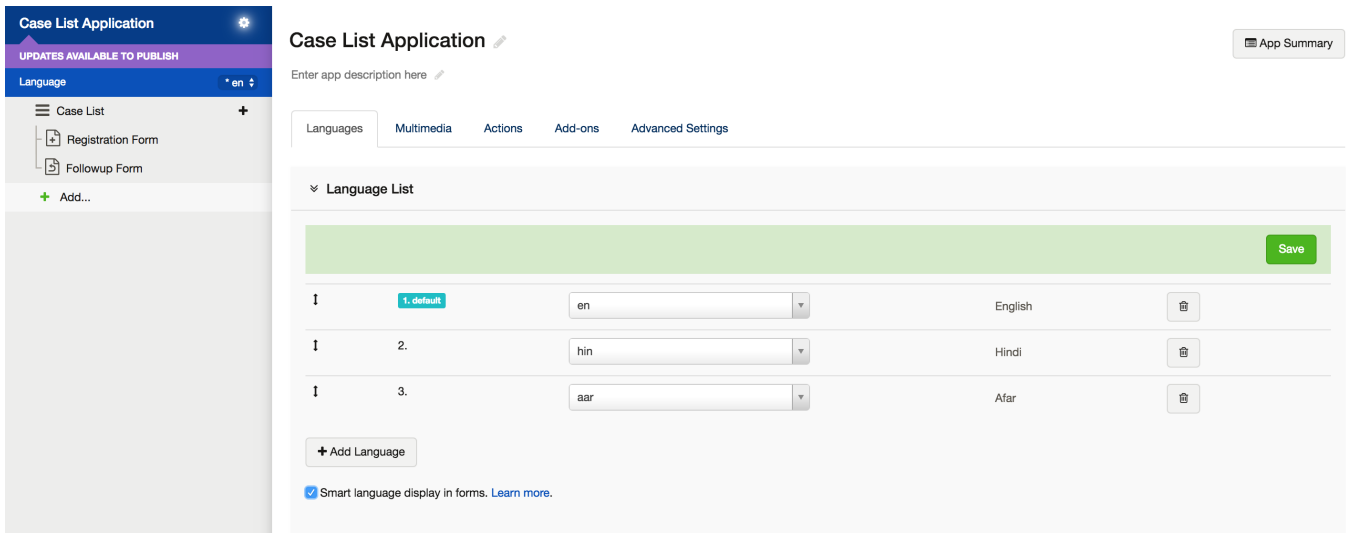 Case List Application
UPDATES AVAILABLE TO PUBLISH
Language * en
Case List
Registration Form
Followup Form
Add...
Case List Application
App Summary
Enter app description here
Languages Multimedia Actions Add-ons Advanced Settings
Language List
Save
1. default en English
2. hin Hindi
3. aar Afar
Add Language
Smart language display in forms. Learn more.